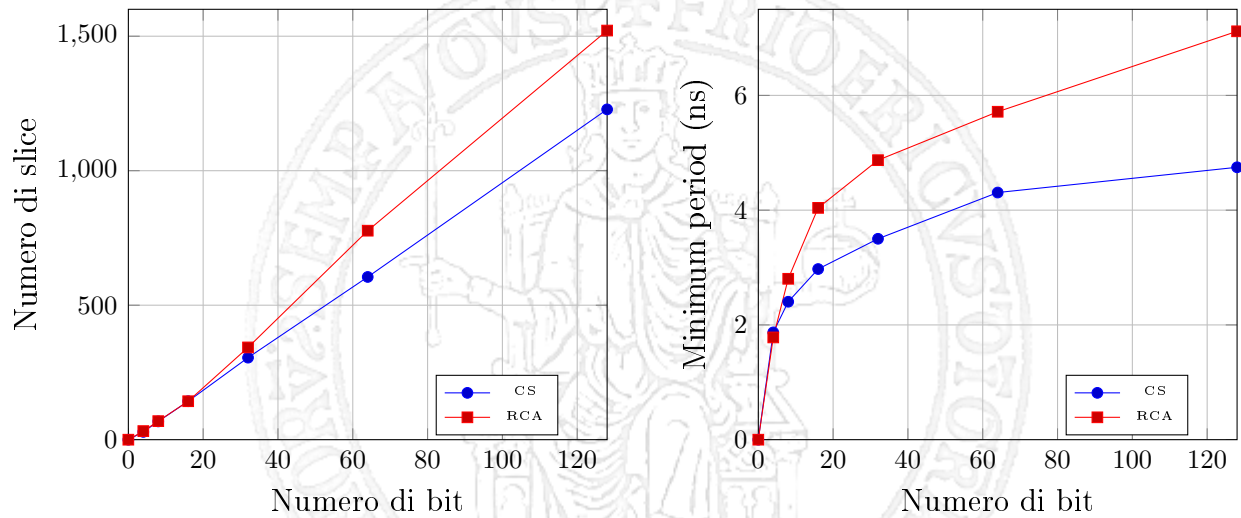 1,500
1,000
500
0
0 20 40 60 80 100 120
Numero di slice
Numero di bit
CS
RCA
6
4
2
0
0 20 40 60 80 100 120
Minimum period (ns)
Numero di bit
CS
RCA